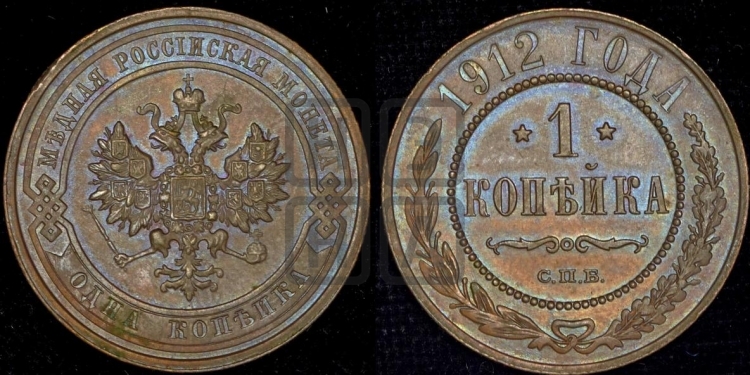 МѢДНАЯ РОССІЙСКАЯ МОНЕТА
ОДНА КОПѢЙКА
1912 ГОДА
1
КОПѢЙКА
С.П.Б.